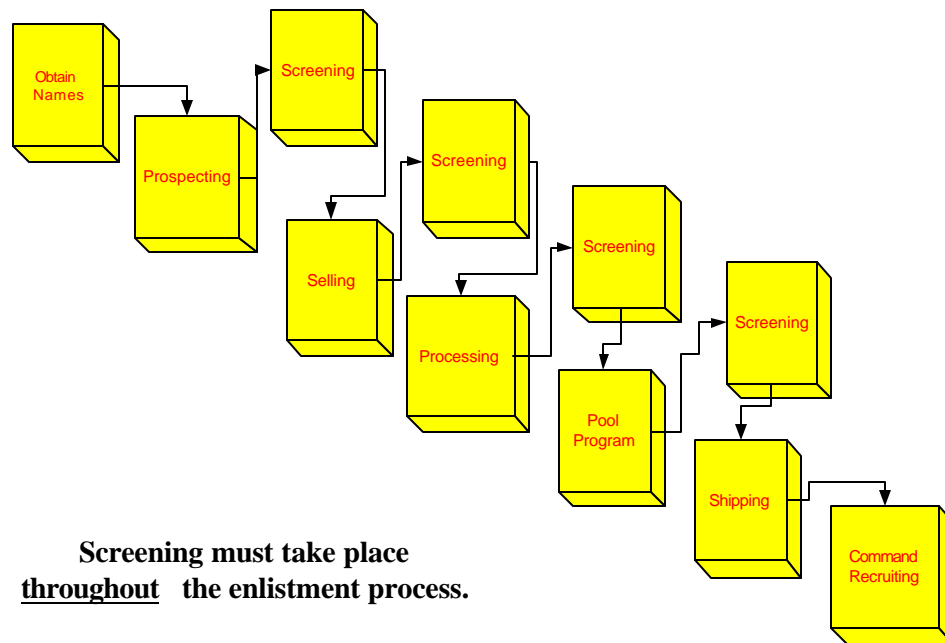 Obtain
Names
Prospecting
Screening
Selling
Screening
Processing
Screening
Pool
Program
Screening
Shipping
Command
Recruiting
Screening must take place
throughout the enlistment process.